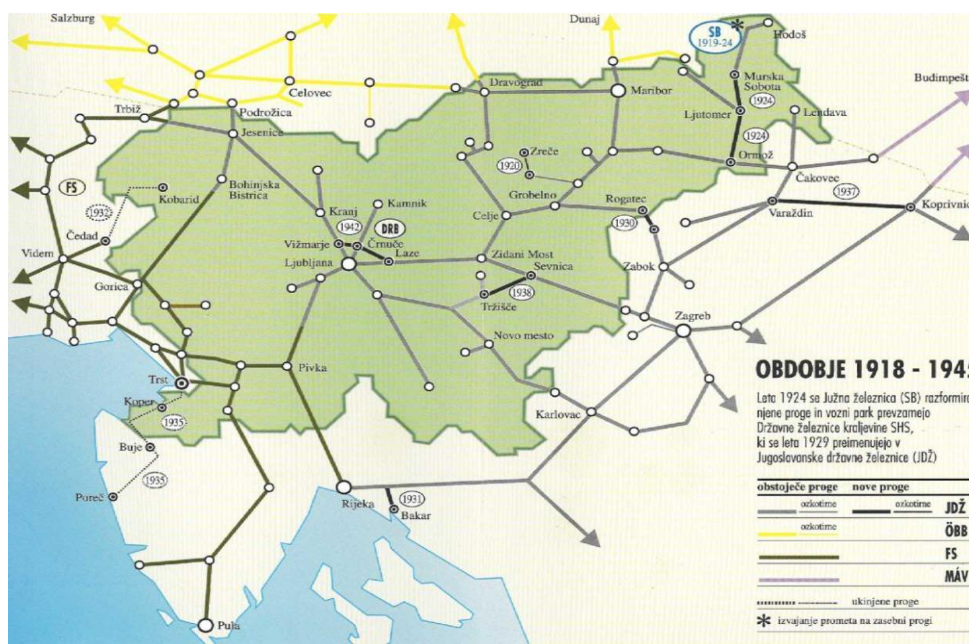 Salzburg
Dunaj
SB
1919-24
Hodoš
Budimpešt
Murska
Sobota
1924
Dravograd
Maribor
Celovec
Trbiž
Podrožica
Jesenice
Ljutomer
Lendava
1924
Ormož
Zreče
1920
FS
Bohinjska
Bistrica
Kobarid
1932
Čedad
Videm
Kranj
Kamnik
1942
DRB
Vižmarje
Črnuče
Laze
Ljubljana
Grobelno
Celje
Rogatec
1930
Čakovec
1937
Varaždin
Koprivnic
Zidani Most
Sevnica
1938
Tržišče
Zabok
Gorica
Zagreb
Novo mesto
Trst
Pivka
Koper
1935
Buje
1935
Poreč
Karlovac
Rijeka
1931
Bakar
Pula
OBDOBJE 1918 - 1945
Leta 1924 se Južna železnica (SB) razformira,
njene proge in vozni park prevzamejo
Državne železnice kraljevine SHS,
ki se leta 1929 preimenujejo v
Jugoslovanske državne železnice (JDŽ)
obstoječe proge nove proge
ozkotirne ozkotirne JDŽ
ozkotirne ÖBB
FS
MÁV
ukinjene proge
* izvajanje prometa na zasebni progi